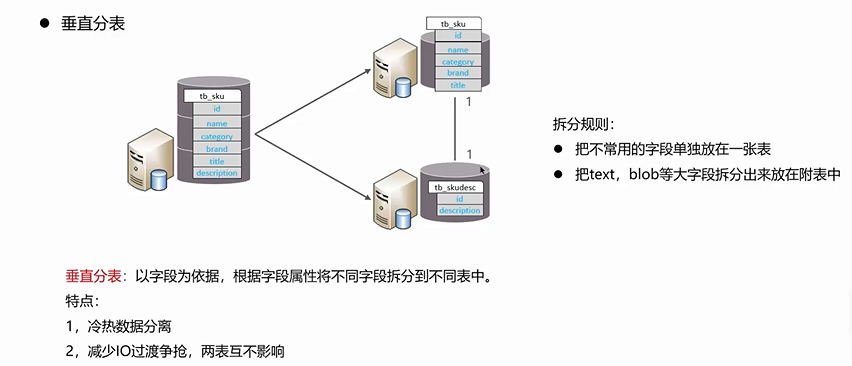 ● 垂直分表
tb_sku
id
name
category
brand
title
description
tb_sku
id
name
category
brand
title
1
1
tb_skudesc
id
description
拆分规则：
● 把不常用的字段单独放在一张表
● 把text，blob等大字段拆分出来放在附表中
垂直分表：以字段为依据，根据字段属性将不同字段拆分到不同表中。
特点：
1，冷热数据分离
2，减少IO过渡争抢，两表互不影响